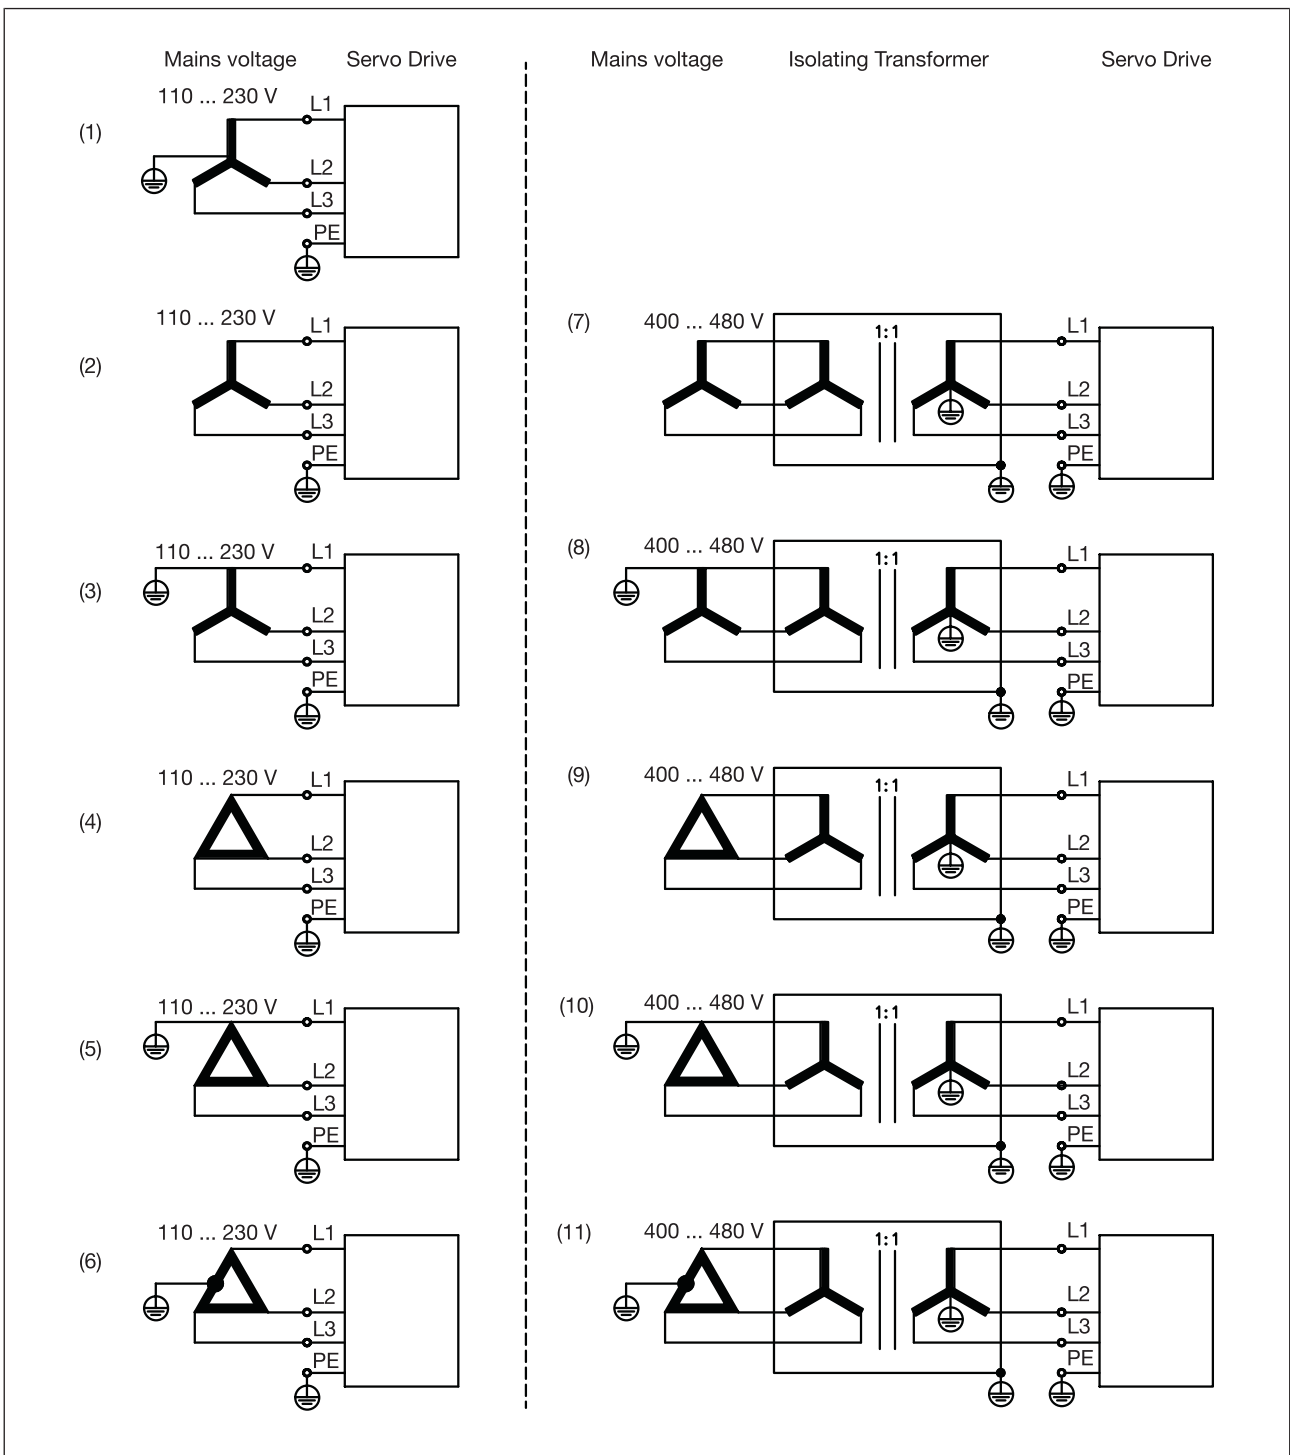 Mains voltage Servo Drive
110 ... 230 V
L1
(1)
L2
L3
PE
110 ... 230 V
L1
(2)
L2
L3
PE
110 ... 230 V
L1
(3)
L2
L3
PE
110 ... 230 V
L1
(4)
L2
L3
PE
110 ... 230 V
L1
(5)
L2
L3
PE
110 ... 230 V
L1
(6)
L2
L3
PE
Mains voltage Isolating Transformer Servo Drive
(7)
400 ... 480 V
1:1
L1
L2
L3
PE
(8)
400 ... 480 V
1:1
L1
L2
L3
PE
(9)
400 ... 480 V
1:1
L1
L2
L3
PE
(10)
400 ... 480 V
1:1
L1
L2
L3
PE
(11)
400 ... 480 V
1:1
L1
L2
L3
PE